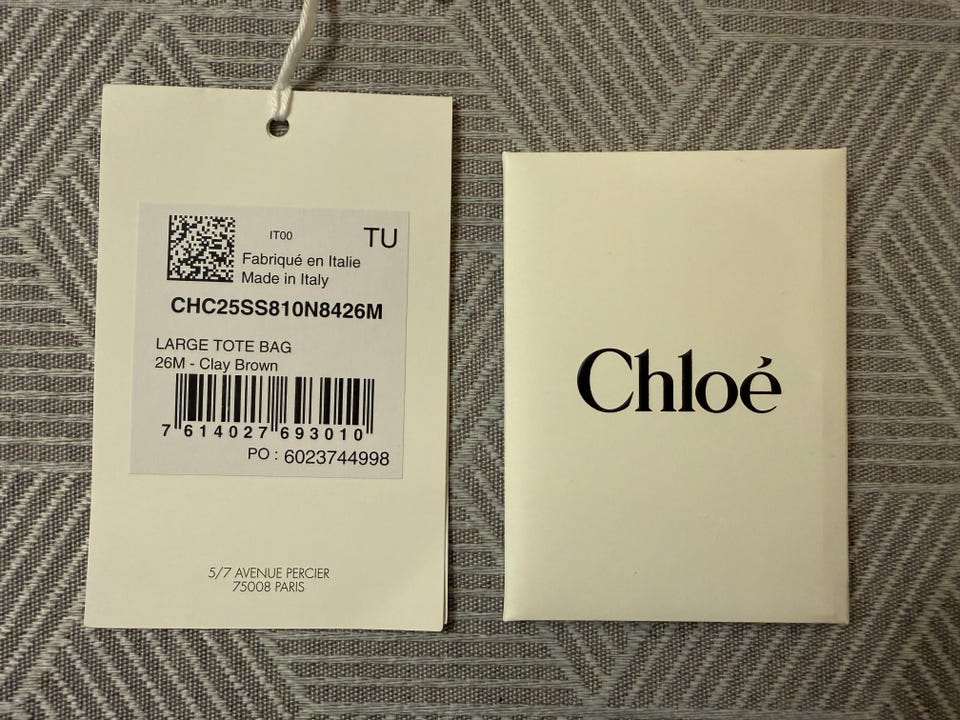 IT00
TU
Fabriqué en Italie
Made in Italy
CHC25SS810N8426M
LARGE TOTE BAG
26M - Clay Brown
7 614027 693010
PO : 6023744998
5/7 AVENUE PERCIER
75008 PARIS
Chloé